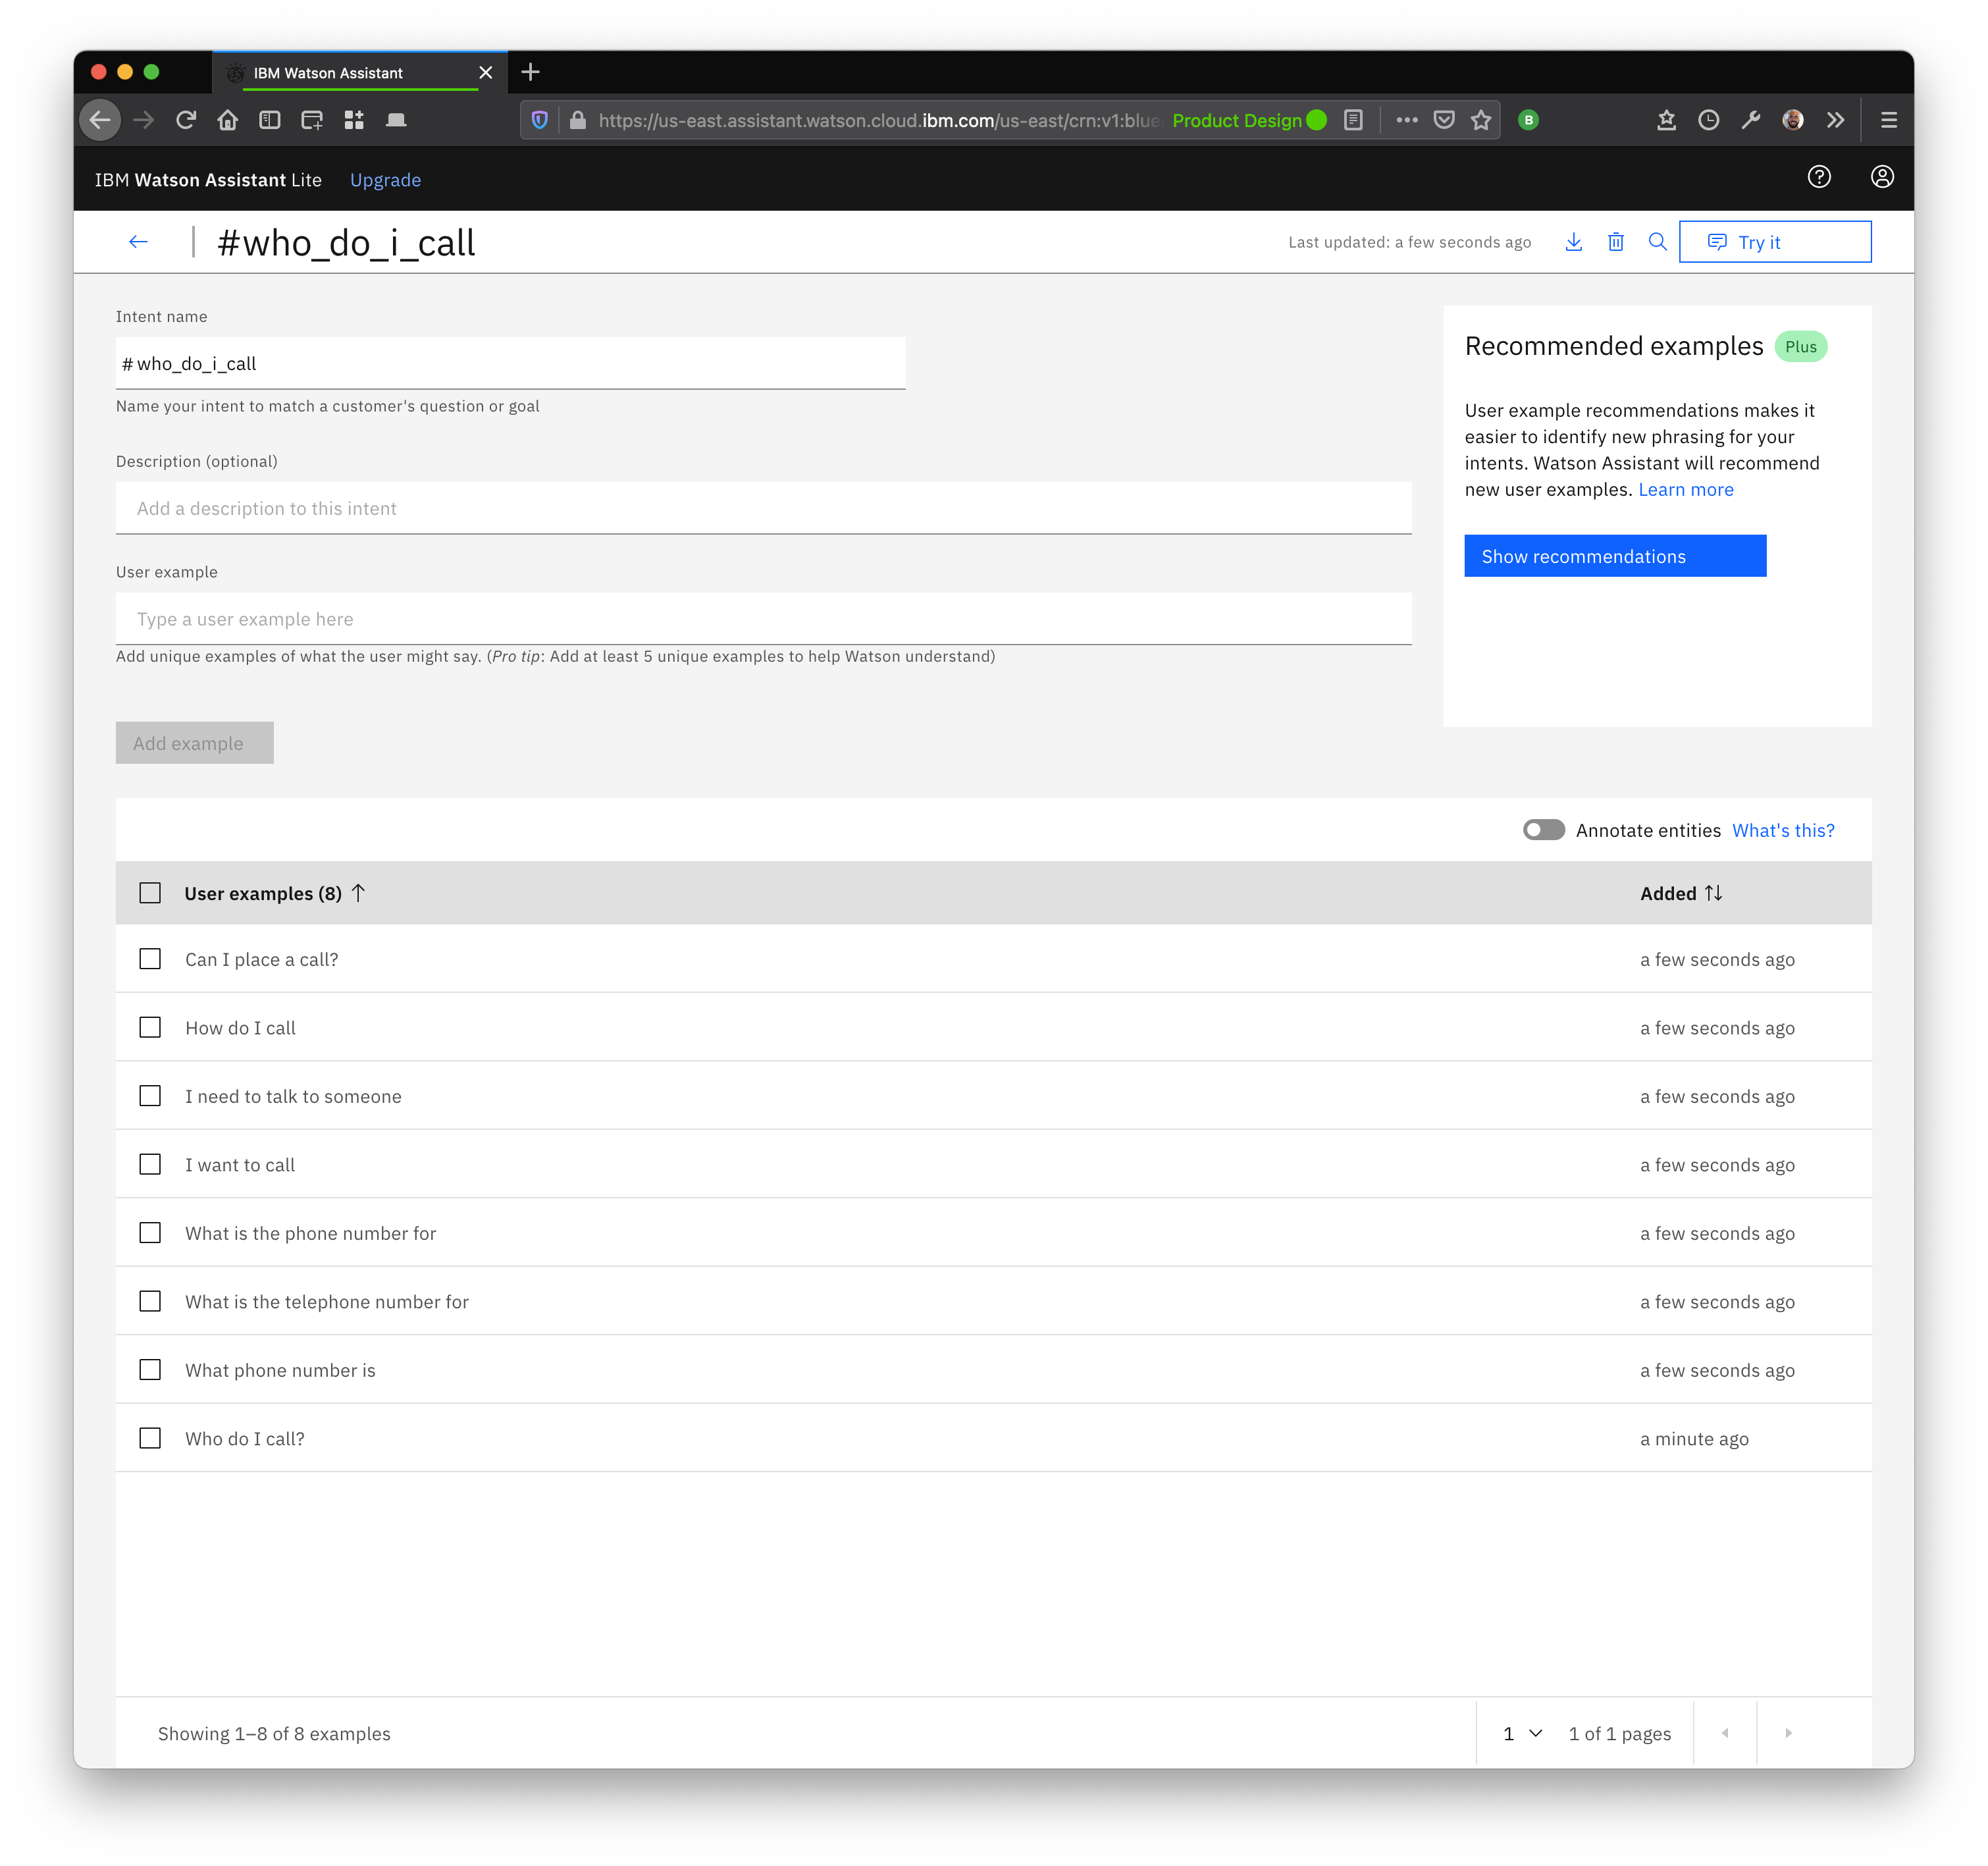 IBM Watson Assistant
https://us-east.assistant.watson.cloud.ibm.com/us-east/crn:v1:blue Product Design
B
IBM Watson Assistant Lite Upgrade
#who_do_i_call
Last updated: a few seconds ago
Try it
Intent name
# who_do_i_call
Name your intent to match a customer's question or goal
Description (optional)
Add a description to this intent
User example
Type a user example here
Add unique examples of what the user might say. (Pro tip: Add at least 5 unique examples to help Watson understand)
Add example
Recommended examples Plus
User example recommendations makes it
easier to identify new phrasing for your
intents. Watson Assistant will recommend
new user examples. Learn more
Show recommendations
Annotate entities What's this?
User examples (8) Added
Can I place a call? a few seconds ago
How do I call a few seconds ago
I need to talk to someone a few seconds ago
I want to call a few seconds ago
What is the phone number for a few seconds ago
What is the telephone number for a few seconds ago
What phone number is a few seconds ago
Who do I call? a minute ago
Showing 1–8 of 8 examples 1 1 of 1 pages